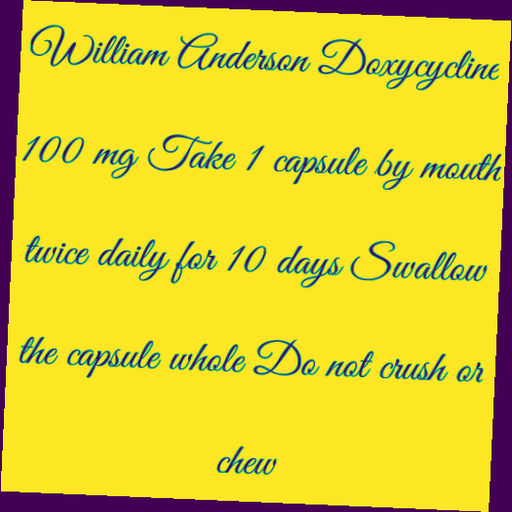 William Anderson Doxycycline
100 mg Take 1 capsule by mouth
twice daily for 10 days Swallow
the capsule whole Do not crush or
chew